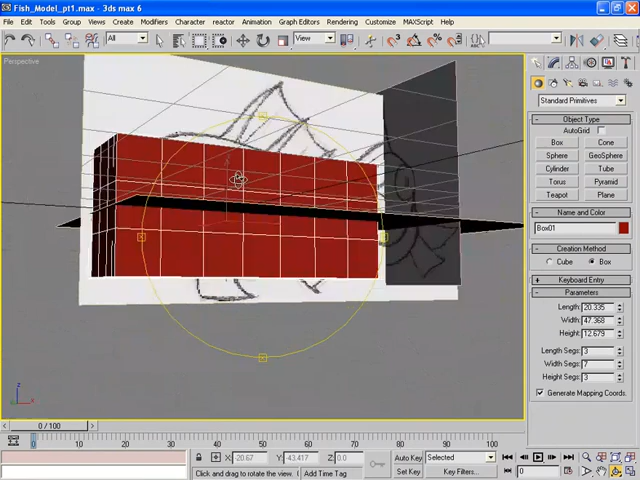 Fish_Model_pt1.max - 3ds max 6
File Edit Tools Group Views Create Modifiers Character reactor Animation Graph Editors Rendering Customize MAXScript Help
All View
Perspective
Standard Primitives
Object Type
AutoGrid
Box Cone
Sphere GeoSphere
Cylinder Tube
Torus Pyramid
Teapot Plane
Name and Color
Box01
Creation Method
Cube Box
Keyboard Entry
Parameters
Length: 20.335
Width: 47.368
Height: 12.679
Length Segs: 3
Width Segs: 7
Height Segs: 3
Generate Mapping Coords.
z
x
0 / 100
0 10 20 30 40 50 60 70 80 90 100
X: -20.67 Y: -43.417 Z: 0.0
Auto Key Selected
Click and drag to rotate the view. Add Time Tag
Set Key Key Filters... 0